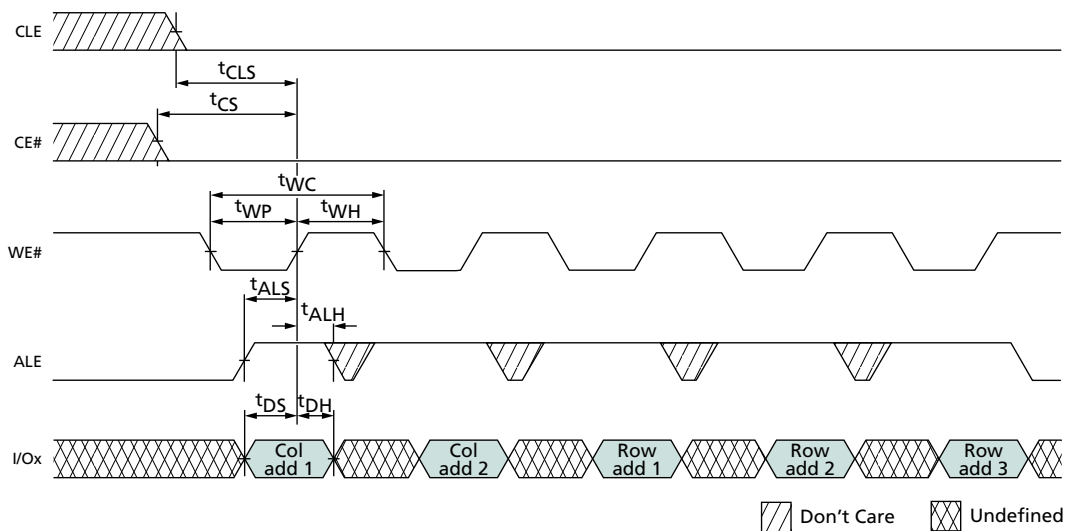 CLE
tCLS
tCS
CE#
tWC
tWP
tWH
WE#
tALS
tALH
ALE
tDS
tDH
I/Ox
Col
add 1
Col
add 2
Row
add 1
Row
add 2
Row
add 3
Don't Care
Undefined